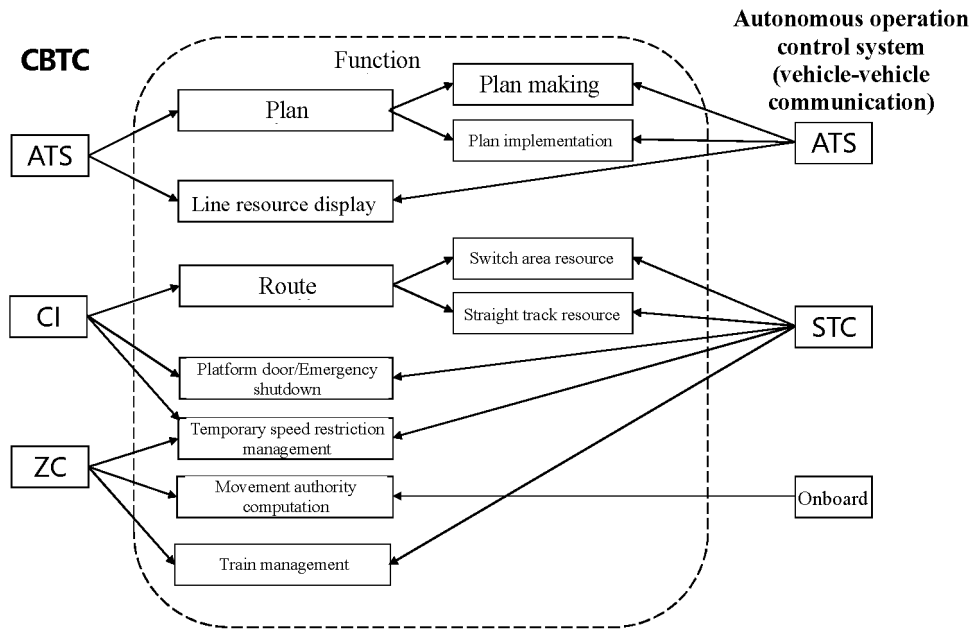 CBTC
Function
Autonomous operation
control system
(vehicle-vehicle
communication)
ATS
Plan
Plan making
Plan implementation
ATS
Line resource display
CI
Route
Switch area resource
Straight track resource
STC
Platform door/Emergency
shutdown
Temporary speed restriction
management
ZC
Movement authority
computation
Onboard
Train management